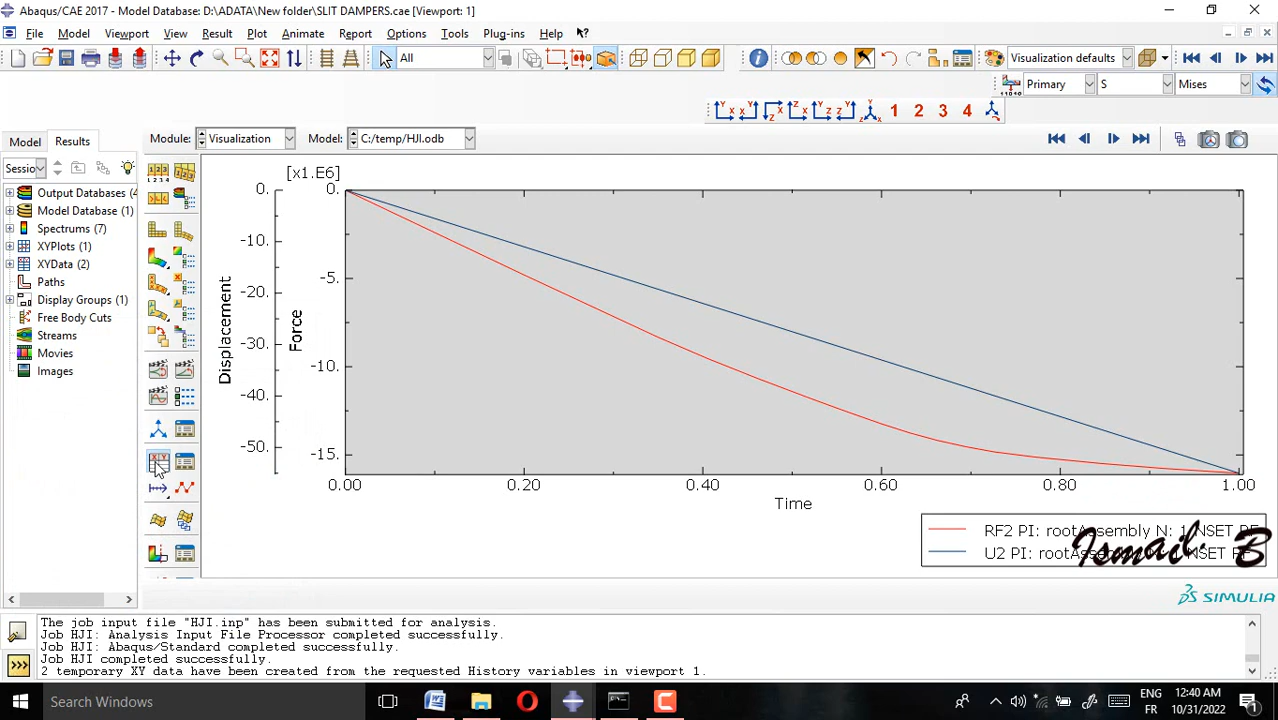 Abaqus/CAE 2017 - Model Database: D:\ADATA\New folder\SLIT DAMPERS.cae [Viewport: 1]
File Model Viewport View Result Plot Animate Report Options Tools Plug-ins Help
All
Visualization defaults
Primary S Mises
1 2 3 4
Model Results
Module: Visualization Model: C:/temp/HJI.odb
Sessio
Output Databases (4
Model Database (1)
Spectrums (7)
XYPlots (1)
XYData (2)
Paths
Display Groups (1)
Free Body Cuts
Streams
Movies
Images
[x1.E6]
0. 0.
-10.
-5.
-20.
-30.
-10.
-40.
-50.
-15.
Displacement
Force
0.00 0.20 0.40 0.60 0.80 1.00
Time
RF2 PI: rootAssembly N: 1 NSET
U2 PI:
Ismail B
SIMULIA
The job input file "HJI.inp" has been submitted for analysis.
Job HJI: Analysis Input File Processor completed successfully.
Job HJI: Abaqus/Standard completed successfully.
Job HJI completed successfully.
2 temporary XY data have been created from the requested History variables in viewport 1.
>>>
Search Windows
ENG
FR
12:40 AM
10/31/2022